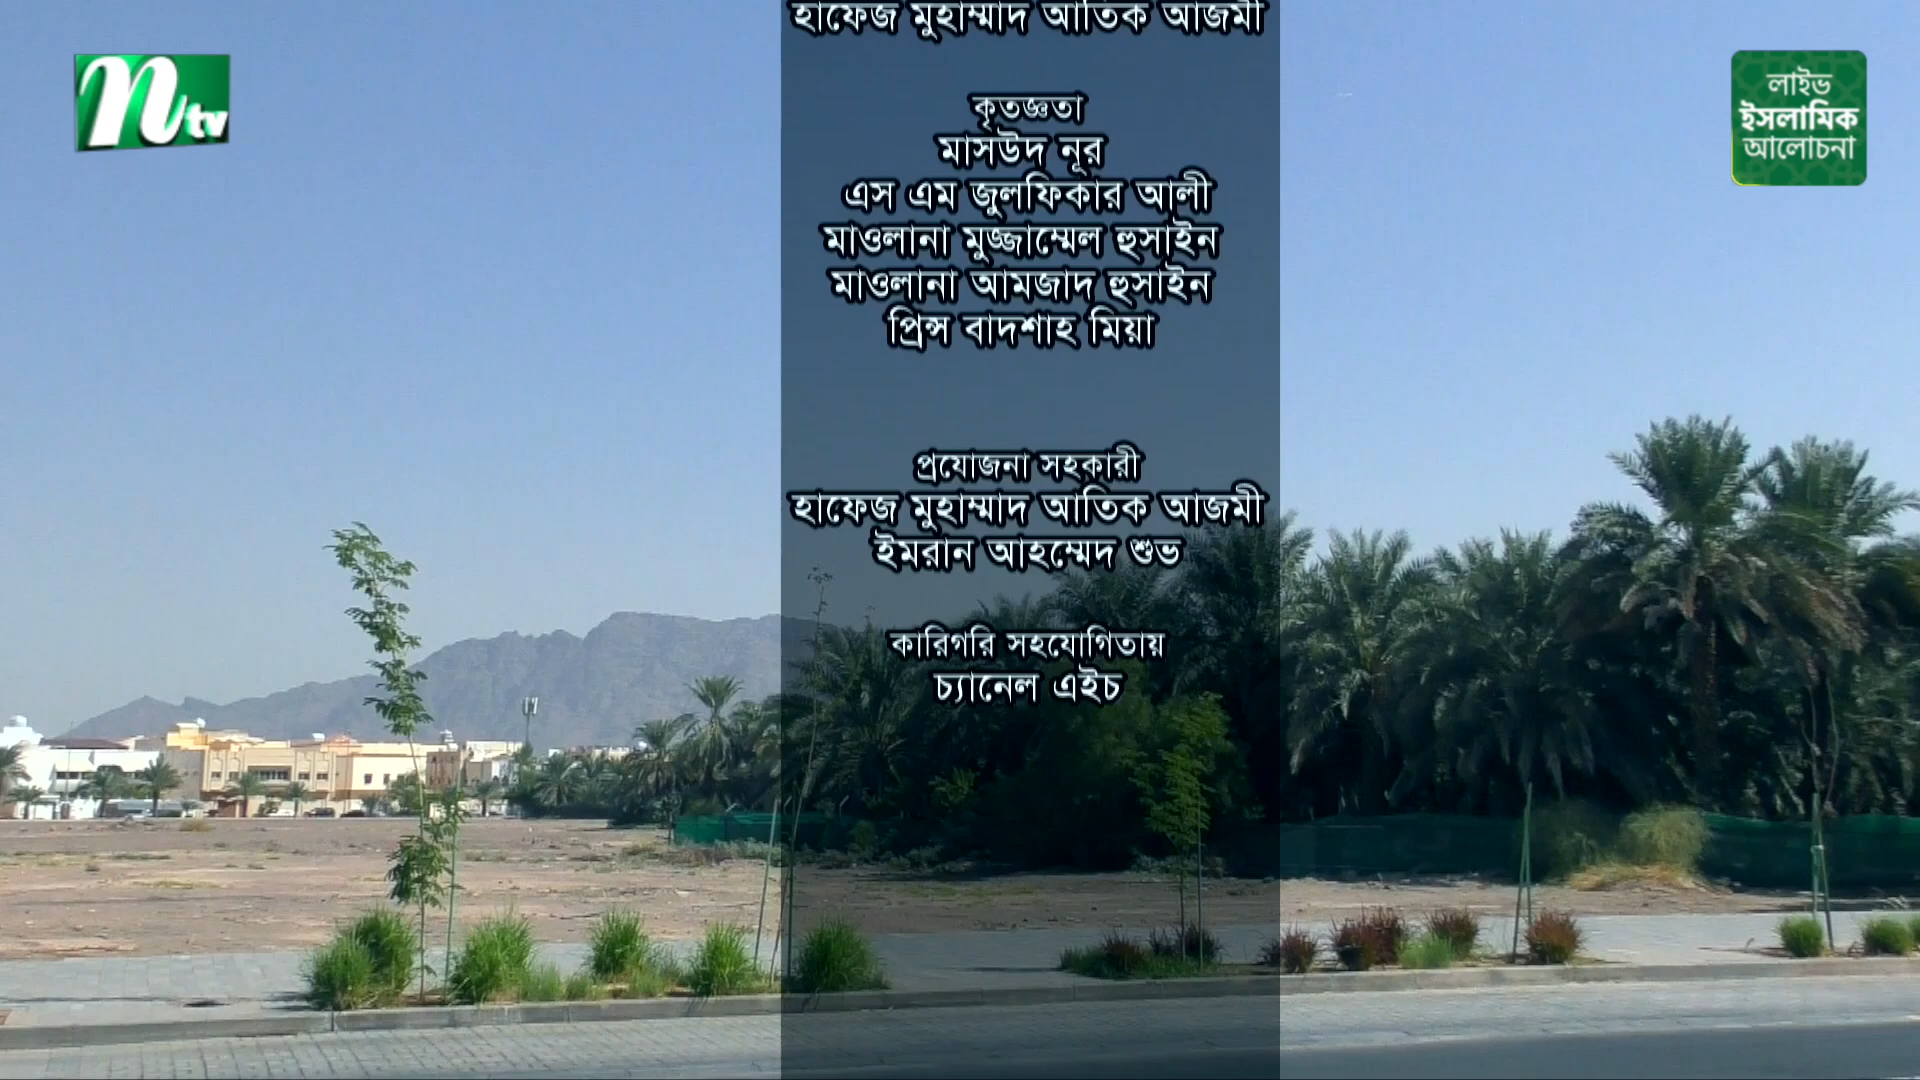 হাফেজ মুহাম্মাদ আতিক আজমী
ntv
লাইভ
ইসলামিক
আলোচনা
কৃতজ্ঞতা
মাসউদ নূর
এস এম জুলফিকার আলী
মাওলানা মুজ্জাম্মেল হুসাইন
মাওলানা আমজাদ হুসাইন
প্রিন্স বাদশাহ মিয়া
প্রযোজনা সহকারী
হাফেজ মুহাম্মাদ আতিক আজমী
ইমরান আহম্মেদ শুভ
কারিগরি সহযোগিতায়
চ্যানেল এইচ